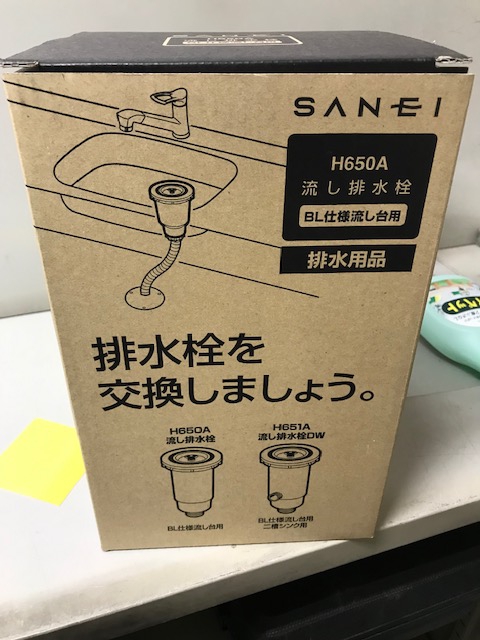 SANEI
H650A
流し排水栓
BL仕様流し台用
排水用品
排水栓を
交換しましょう。
H650A
流し排水栓
BL仕様流し台用
H651A
流し排水栓DW
BL仕様流し台用
二槽シンク用